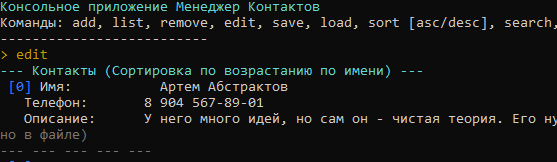 Консольное приложение Менеджер Контактов
Команды: add, list, remove, edit, save, load, sort [asc/desc], search,
--------------------------
> edit
--- Контакты (Сортировка по возрастанию по имени) ---
[0] Имя: Артем Абстрактов
Телефон: 8 904 567-89-01
Описание: У него много идей, но сам он - чистая теория. Его ну
но в файле)
--- --- --- --- ---